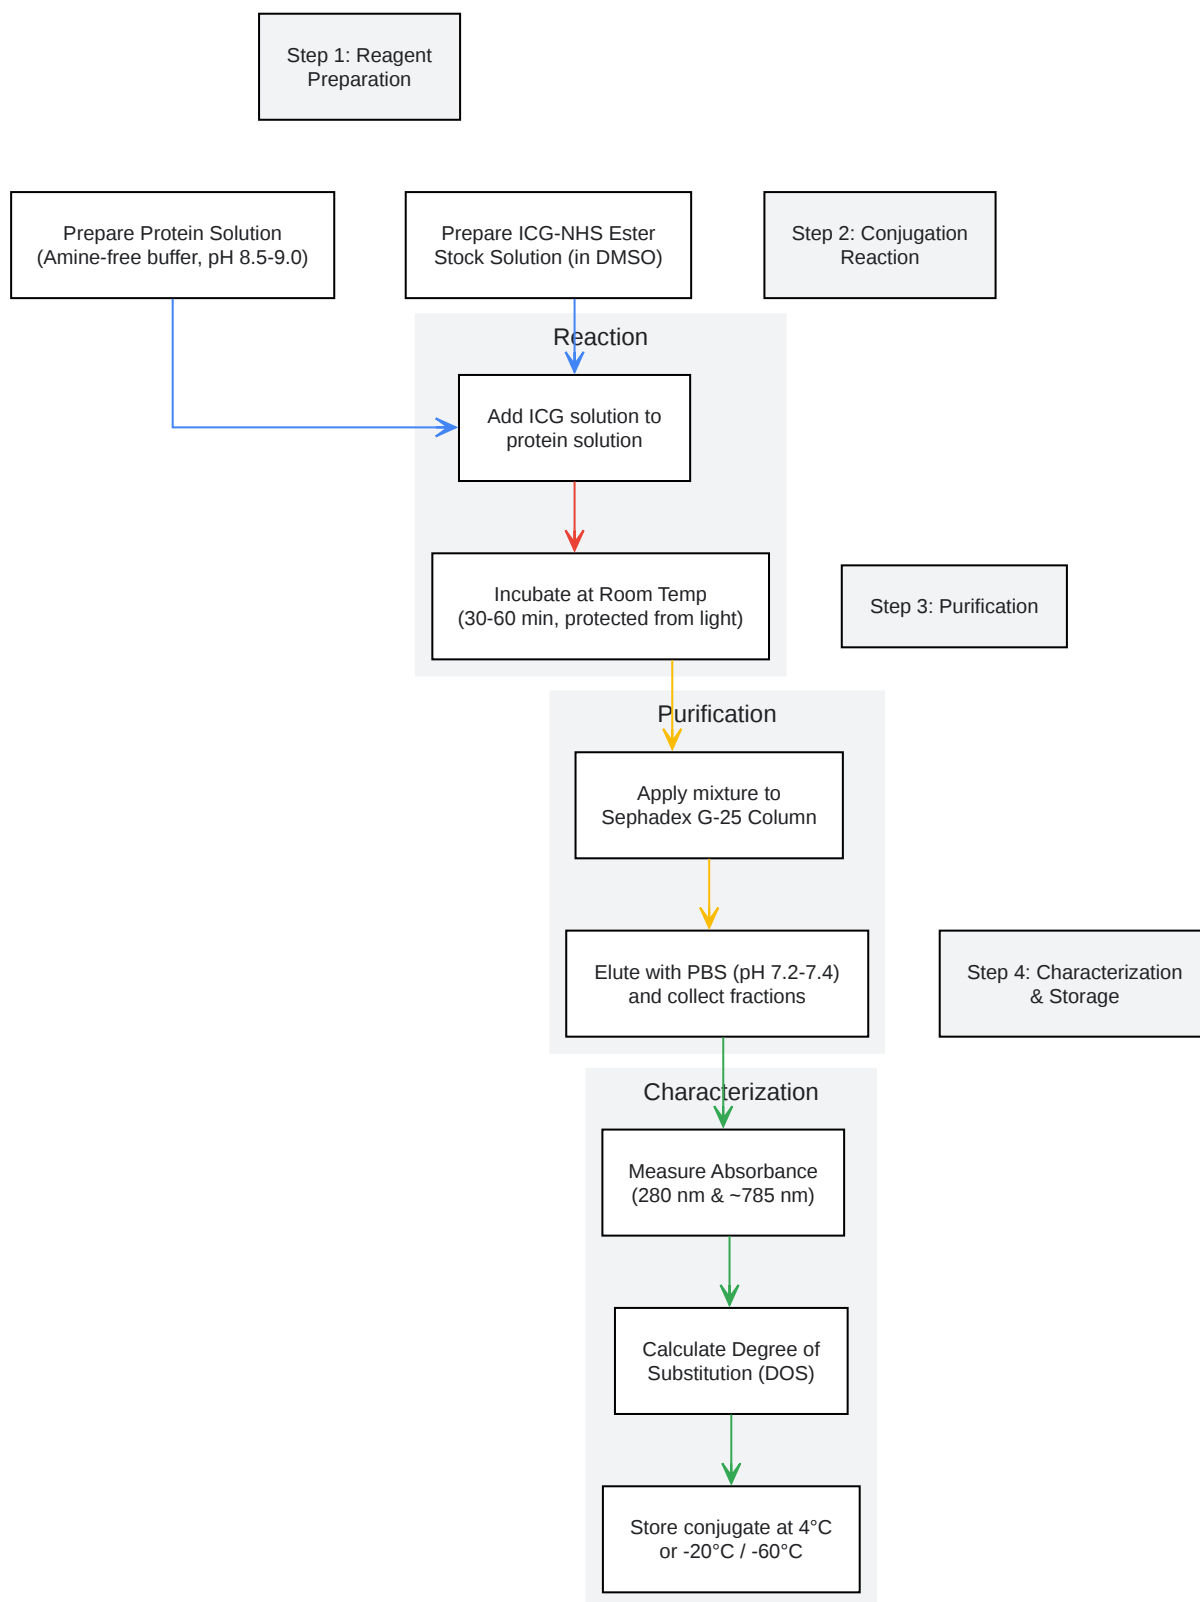 Step 1: Reagent
Preparation
Prepare Protein Solution
(Amine-free buffer, pH 8.5-9.0)
Prepare ICG-NHS Ester
Stock Solution (in DMSO)
Step 2: Conjugation
Reaction
Reaction
Add ICG solution to
protein solution
Incubate at Room Temp
(30-60 min, protected from light)
Step 3: Purification
Purification
Apply mixture to
Sephadex G-25 Column
Elute with PBS (pH 7.2-7.4)
and collect fractions
Step 4: Characterization
& Storage
Characterization
Measure Absorbance
(280 nm & ~785 nm)
Calculate Degree of
Substitution (DOS)
Store conjugate at 4°C
or -20°C / -60°C